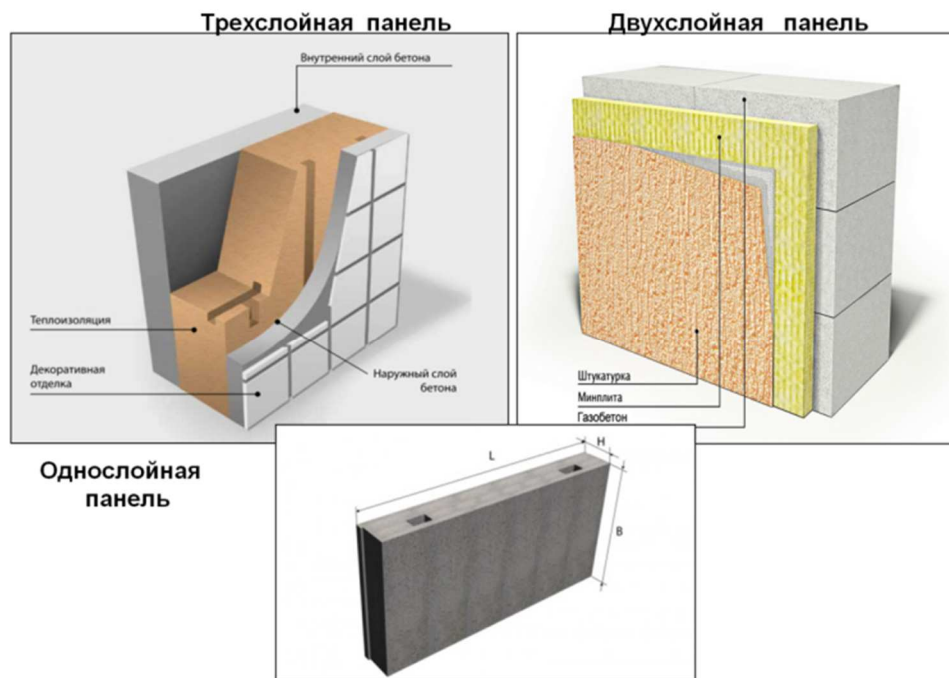 Трехслойная панель
Двухслойная панель
Внутренний слой бетона
Теплоизоляция
Декоративная
отделка
Наружный слой
бетона
Штукатурка
Минплита
Газобетон
Однослойная
панель
L
H
B